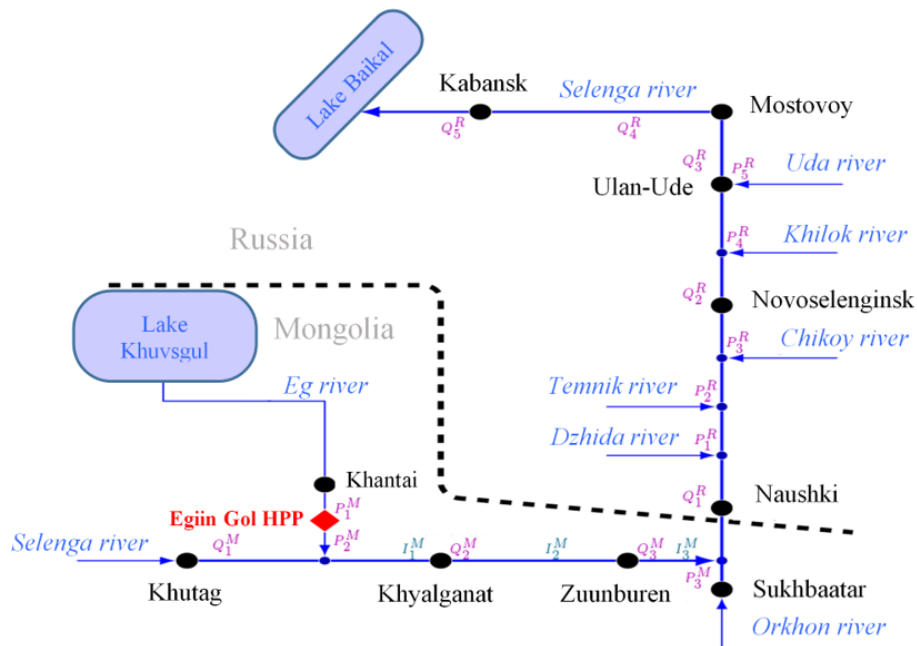 Kabansk
Selenga river
Mostovoy
Lake Baikal
Q_5^R
Q_4^R
Q_3^R
P_5^R
Uda river
Ulan-Ude
Russia
P_4^R
Khilok river
Q_2^R
Novoselenginsk
Lake
Khuvsgul
Mongolia
P_3^R
Chikoy river
Eg river
Temnik river
P_2^R
Dzhida river
P_1^R
Khantai
Q_1^R
Naushki
P_1^M
Egiin Gol HPP
P_2^M
Selenga river
Q_1^M
I_1^M
Q_2^M
I_2^M
Q_3^M
I_3^M
P_3^M
Khutag
Khyalganat
Zuunburen
Sukhbaatar
Orkhon river